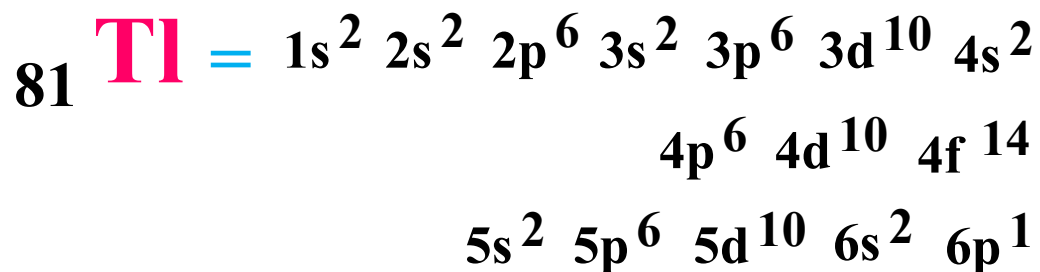 81 Tl = 1s² 2s² 2p⁶ 3s² 3p⁶ 3d¹⁰ 4s²
4p⁶ 4d¹⁰ 4f¹⁴
5s² 5p⁶ 5d¹⁰ 6s² 6p¹